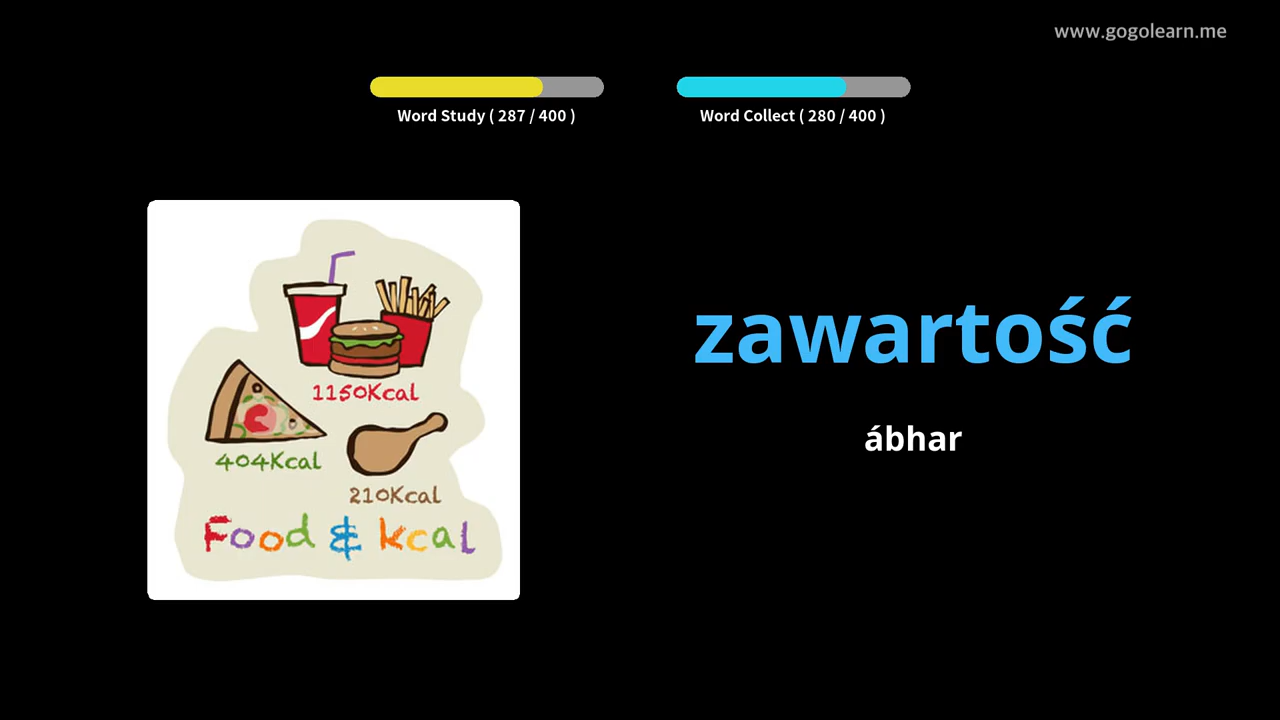 www.gogolearn.me
Word Study ( 287 / 400 )
Word Collect ( 280 / 400 )
1150Kcal
404Kcal
210Kcal
Food & kcal
zawartość
ábhar